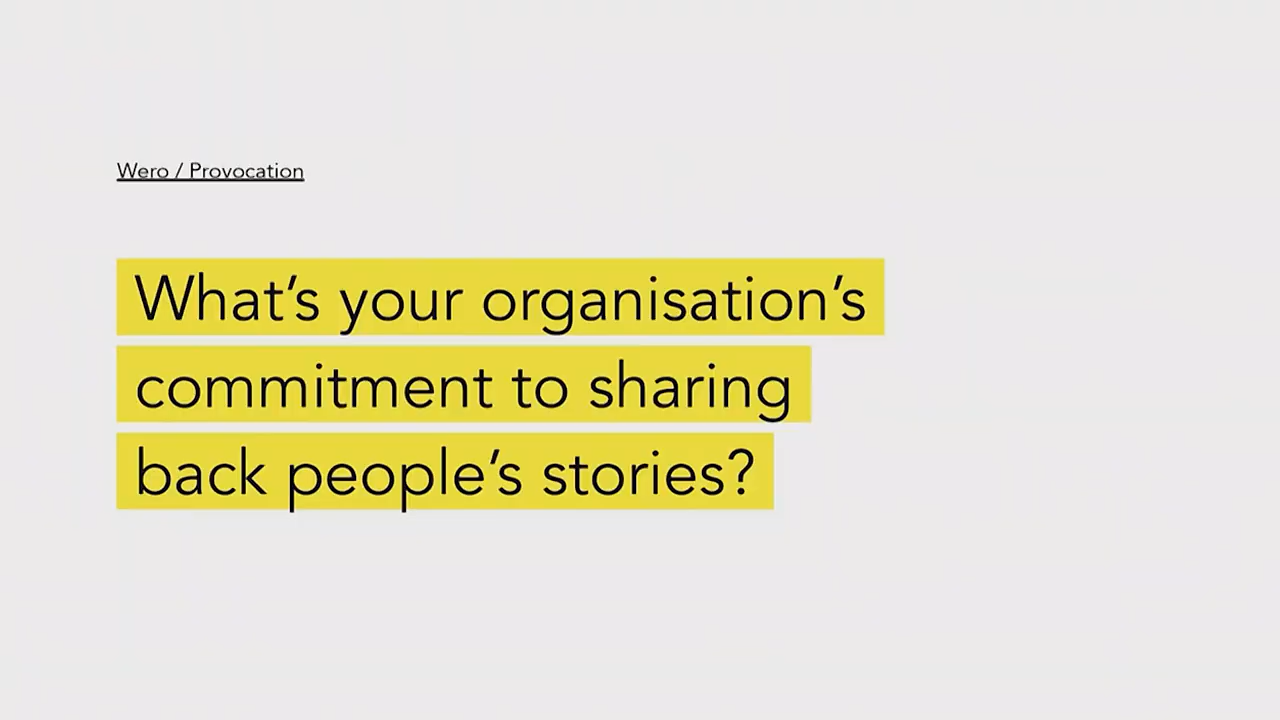 Wero / Provocation
What’s your organisation’s
commitment to sharing
back people’s stories?